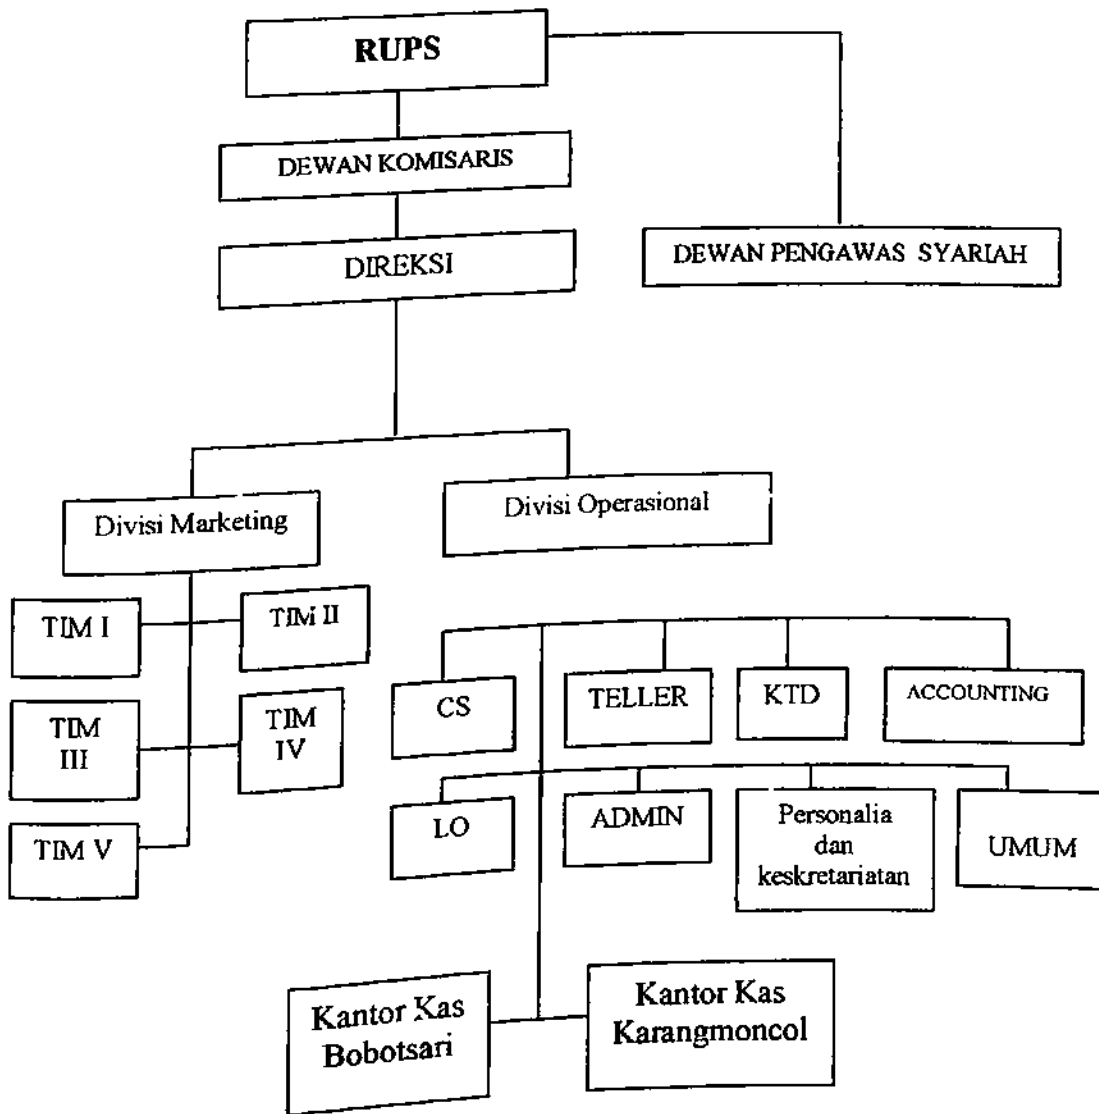 RUPS
DEWAN KOMISARIS
DIREKSI
DEWAN PENGAWAS SYARIAH
Divisi Marketing
Divisi Operasional
TIM I
TIM II
TIM
III
TIM
IV
TIM V
CS
TELLER
KTD
ACCOUNTING
LO
ADMIN
Personalia
dan
keskretariatan
UMUM
Kantor Kas
Bobotsari
Kantor Kas
Karangmoncol